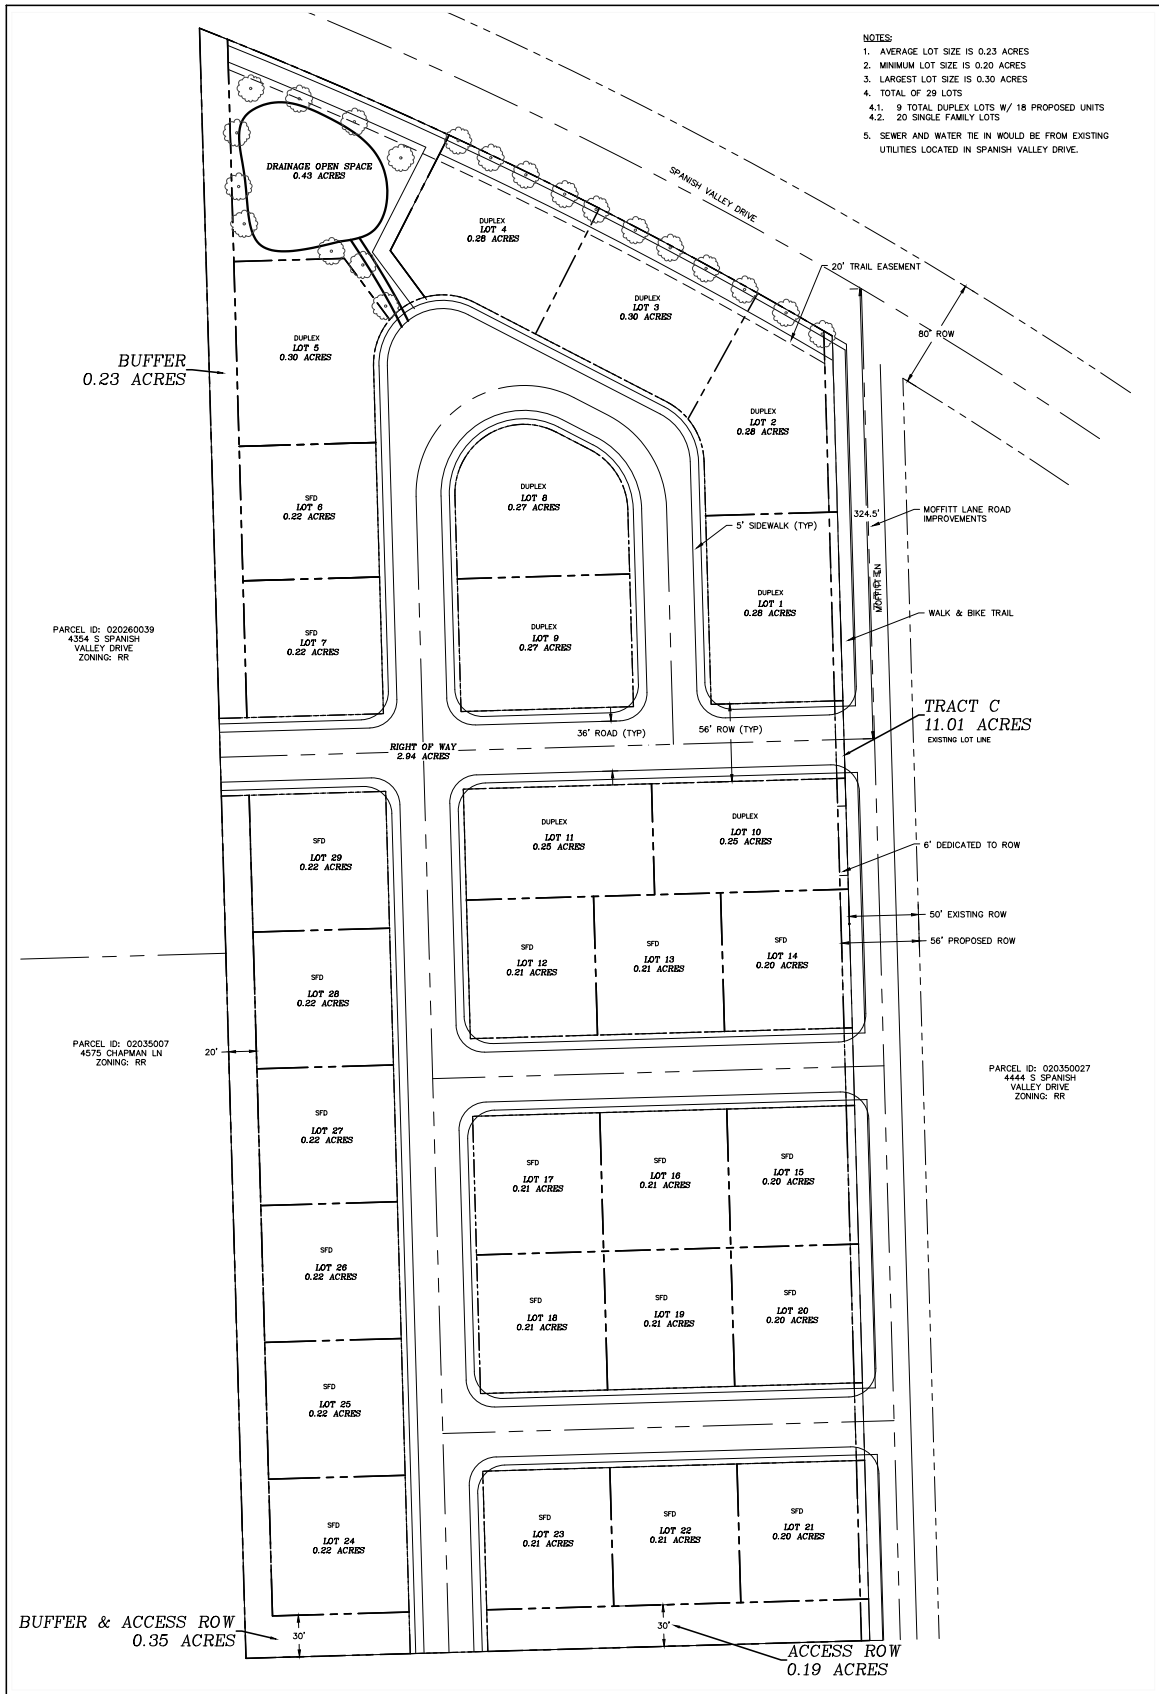 NOTES:
1. AVERAGE LOT SIZE IS 0.23 ACRES
2. MINIMUM LOT SIZE IS 0.20 ACRES
3. LARGEST LOT SIZE IS 0.30 ACRES
4. TOTAL OF 29 LOTS
4.1. 9 TOTAL DUPLEX LOTS W/ 18 PROPOSED UNITS
4.2. 20 SINGLE FAMILY LOTS
5. SEWER AND WATER TIE IN WOULD BE FROM EXISTING
UTILITIES LOCATED IN SPANISH VALLEY DRIVE.
DRAINAGE OPEN SPACE
0.43 ACRES
SPANISH VALLEY DRIVE
DUPLEX
LOT 4
0.28 ACRES
20' TRAIL EASEMENT
80' ROW
DUPLEX
LOT 3
0.30 ACRES
DUPLEX
LOT 5
0.30 ACRES
BUFFER
0.23 ACRES
DUPLEX
LOT 2
0.28 ACRES
DUPLEX
LOT 8
0.27 ACRES
SFD
LOT 6
0.22 ACRES
324.5'
MOFFITT LANE ROAD
IMPROVEMENTS
5' SIDEWALK (TYP)
MOFFITT LN
DUPLEX
LOT 1
0.28 ACRES
WALK & BIKE TRAIL
PARCEL ID: 020260039
4354 S SPANISH
VALLEY DRIVE
ZONING: RR
SFD
LOT 7
0.22 ACRES
DUPLEX
LOT 9
0.27 ACRES
TRACT C
11.01 ACRES
EXISTING LOT LINE
36' ROAD (TYP)
56' ROW (TYP)
RIGHT OF WAY
2.94 ACRES
DUPLEX
LOT 11
0.25 ACRES
DUPLEX
LOT 10
0.25 ACRES
SFD
LOT 29
0.22 ACRES
6' DEDICATED TO ROW
50' EXISTING ROW
56' PROPOSED ROW
SFD
LOT 12
0.21 ACRES
SFD
LOT 13
0.21 ACRES
SFD
LOT 14
0.20 ACRES
SFD
LOT 28
0.22 ACRES
PARCEL ID: 02035007
4575 CHAPMAN LN
ZONING: RR
20'
PARCEL ID: 020350027
4444 S SPANISH
VALLEY DRIVE
ZONING: RR
SFD
LOT 27
0.22 ACRES
SFD
LOT 17
0.21 ACRES
SFD
LOT 16
0.21 ACRES
SFD
LOT 15
0.20 ACRES
SFD
LOT 26
0.22 ACRES
SFD
LOT 18
0.21 ACRES
SFD
LOT 19
0.21 ACRES
SFD
LOT 20
0.20 ACRES
SFD
LOT 25
0.22 ACRES
SFD
LOT 24
0.22 ACRES
SFD
LOT 23
0.21 ACRES
SFD
LOT 22
0.21 ACRES
SFD
LOT 21
0.20 ACRES
BUFFER & ACCESS ROW
0.35 ACRES
30'
30'
ACCESS ROW
0.19 ACRES